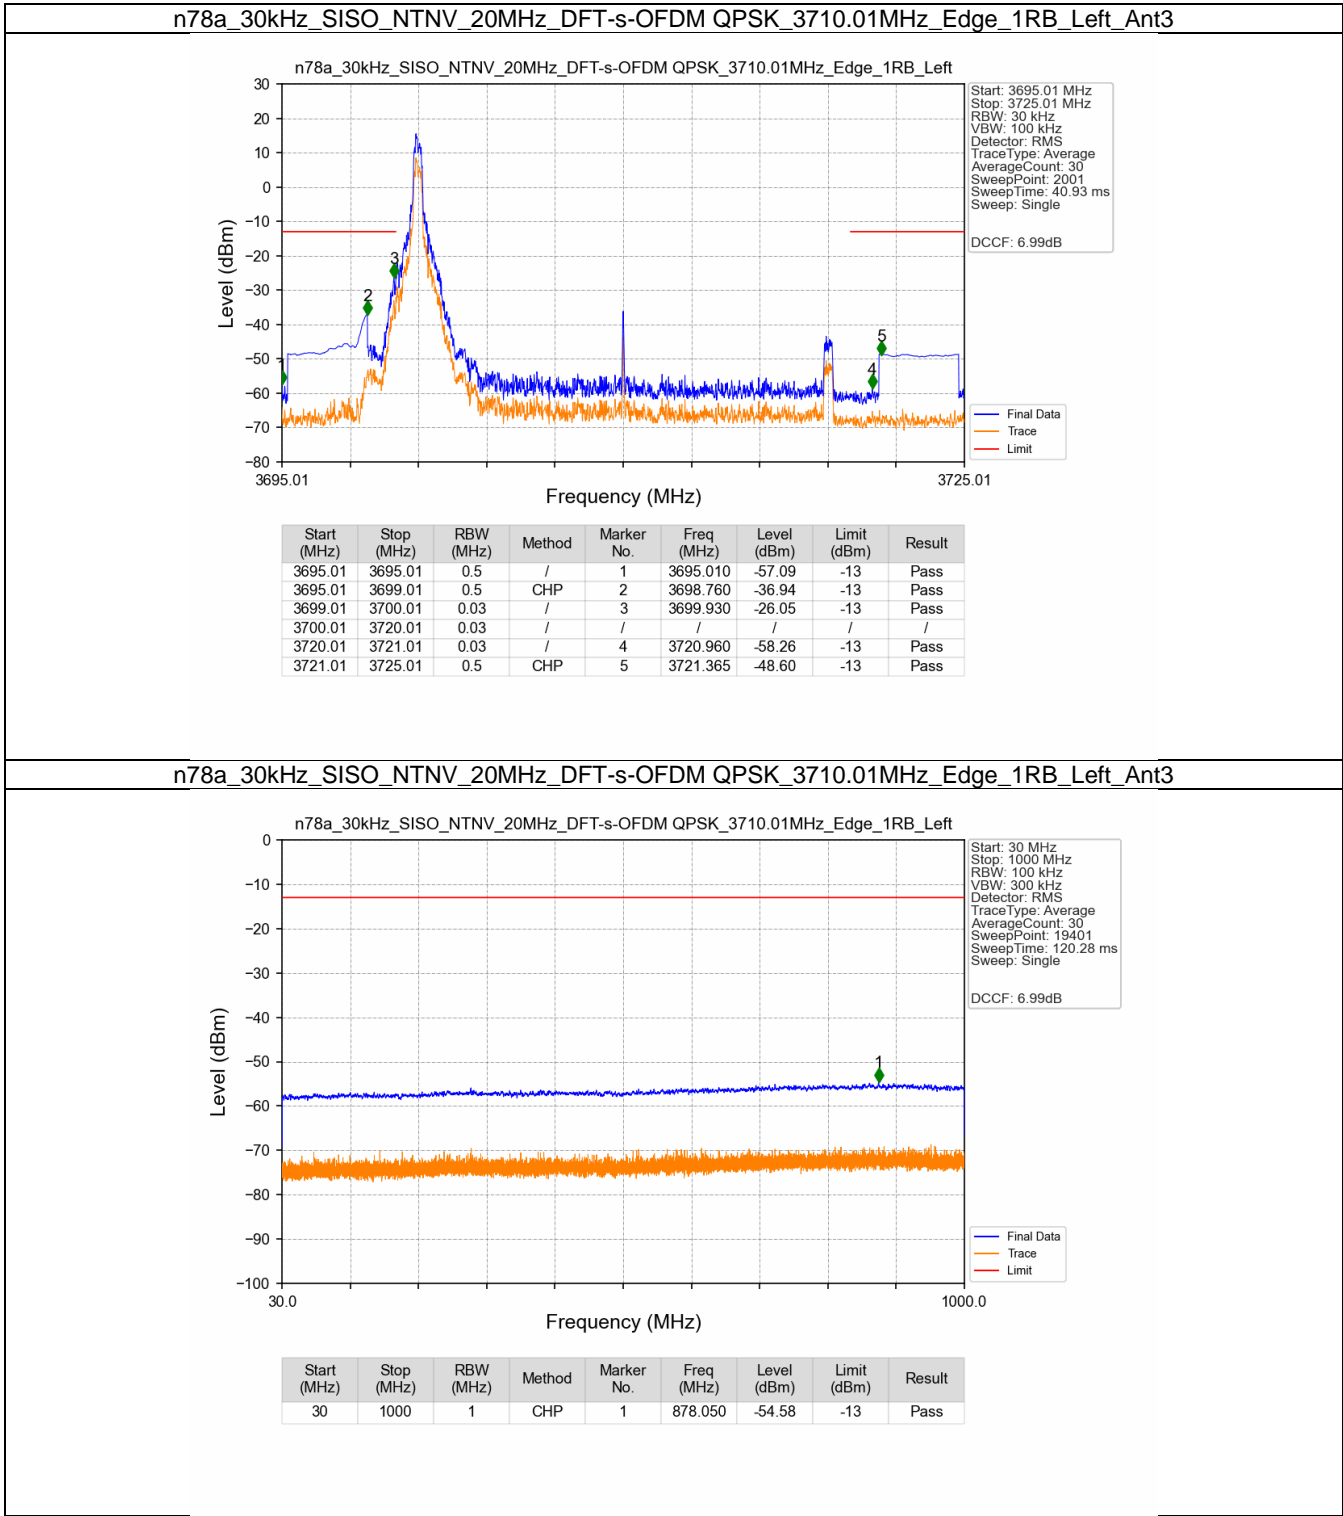 n78a_30kHz_SISO_NTNV_20MHz_DFT-s-OFDM QPSK_3710.01MHz_Edge_1RB_Left_Ant3
n78a_30kHz_SISO_NTNV_20MHz_DFT-s-OFDM QPSK_3710.01MHz_Edge_1RB_Left
30
20
10
0
−10
−20
−30
−40
−50
−60
−70
−80
Level (dBm)
2
3
4
5
3695.01
3725.01
Frequency (MHz)
Start: 3695.01 MHz
Stop: 3725.01 MHz
RBW: 30 kHz
VBW: 100 kHz
Detector: RMS
TraceType: Average
AverageCount: 30
SweepPoint: 2001
SweepTime: 40.93 ms
Sweep: Single
DCCF: 6.99dB
Final Data
Trace
Limit
Start (MHz) Stop (MHz) RBW (MHz) Method Marker No. Freq (MHz) Level (dBm) Limit (dBm) Result
3695.01 3695.01 0.5 / 1 3695.010 -57.09 -13 Pass
3695.01 3699.01 0.5 CHP 2 3698.760 -36.94 -13 Pass
3699.01 3700.01 0.03 / 3 3699.930 -26.05 -13 Pass
3700.01 3720.01 0.03 / / / / / /
3720.01 3721.01 0.03 / 4 3720.960 -58.26 -13 Pass
3721.01 3725.01 0.5 CHP 5 3721.365 -48.60 -13 Pass
n78a_30kHz_SISO_NTNV_20MHz_DFT-s-OFDM QPSK_3710.01MHz_Edge_1RB_Left_Ant3
n78a_30kHz_SISO_NTNV_20MHz_DFT-s-OFDM QPSK_3710.01MHz_Edge_1RB_Left
0
−10
−20
−30
−40
−50
−60
−70
−80
−90
−100
Level (dBm)
1
30.0
1000.0
Frequency (MHz)
Start: 30 MHz
Stop: 1000 MHz
RBW: 100 kHz
VBW: 300 kHz
Detector: RMS
TraceType: Average
AverageCount: 30
SweepPoint: 19401
SweepTime: 120.28 ms
Sweep: Single
DCCF: 6.99dB
Final Data
Trace
Limit
Start (MHz) Stop (MHz) RBW (MHz) Method Marker No. Freq (MHz) Level (dBm) Limit (dBm) Result
30 1000 1 CHP 1 878.050 -54.58 -13 Pass